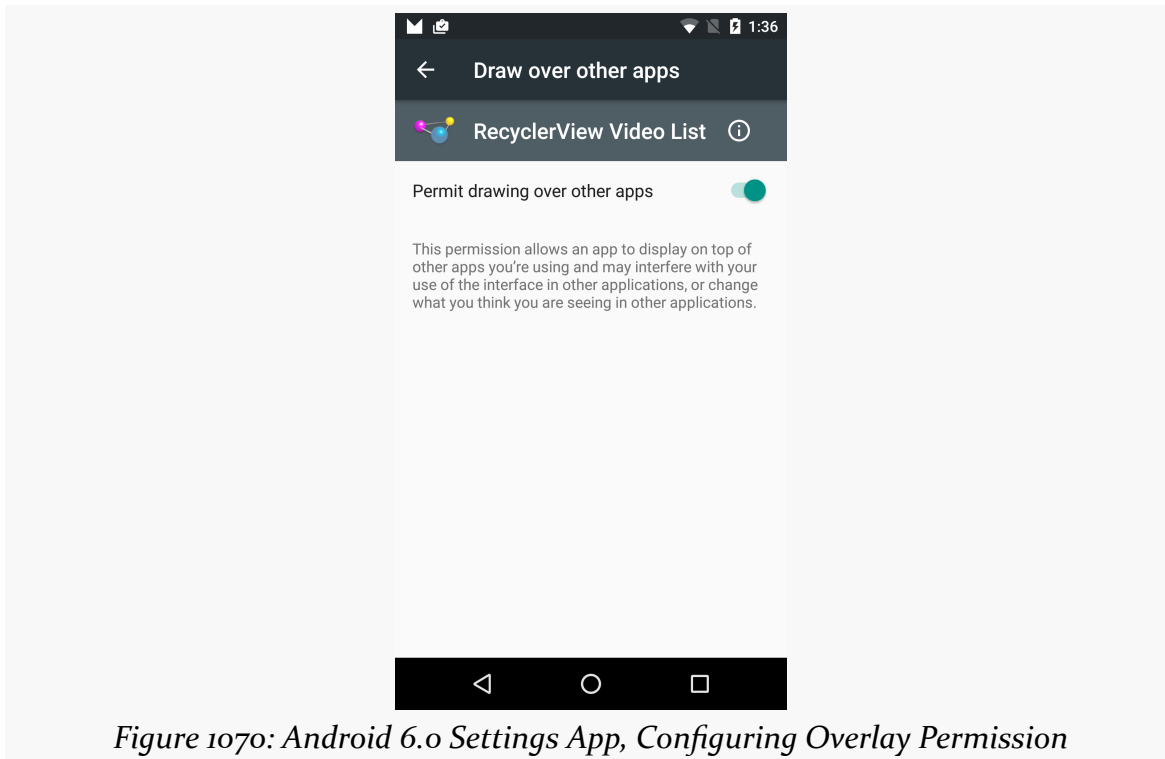 1:36
Draw over other apps
RecyclerView Video List
Permit drawing over other apps
This permission allows an app to display on top of
other apps you’re using and may interfere with your
use of the interface in other applications, or change
what you think you are seeing in other applications.
Figure 1070: Android 6.0 Settings App, Configuring Overlay Permission